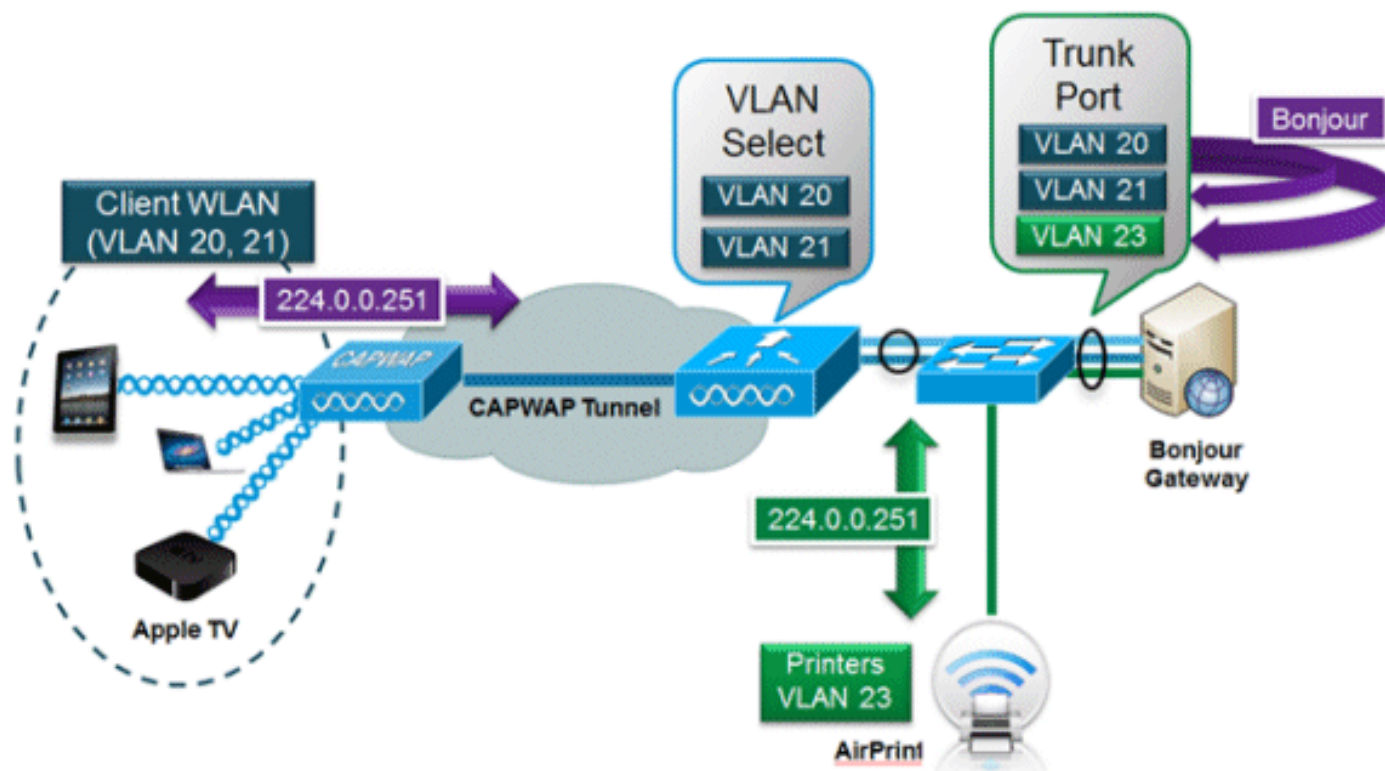 VLAN
Select
VLAN 20
VLAN 21
Trunk
Port
VLAN 20
VLAN 21
VLAN 23
Bonjour
Client WLAN
(VLAN 20, 21)
224.0.0.251
CAPWAP
CAPWAP Tunnel
Bonjour
Gateway
224.0.0.251
Apple TV
Printers
VLAN 23
AirPrint